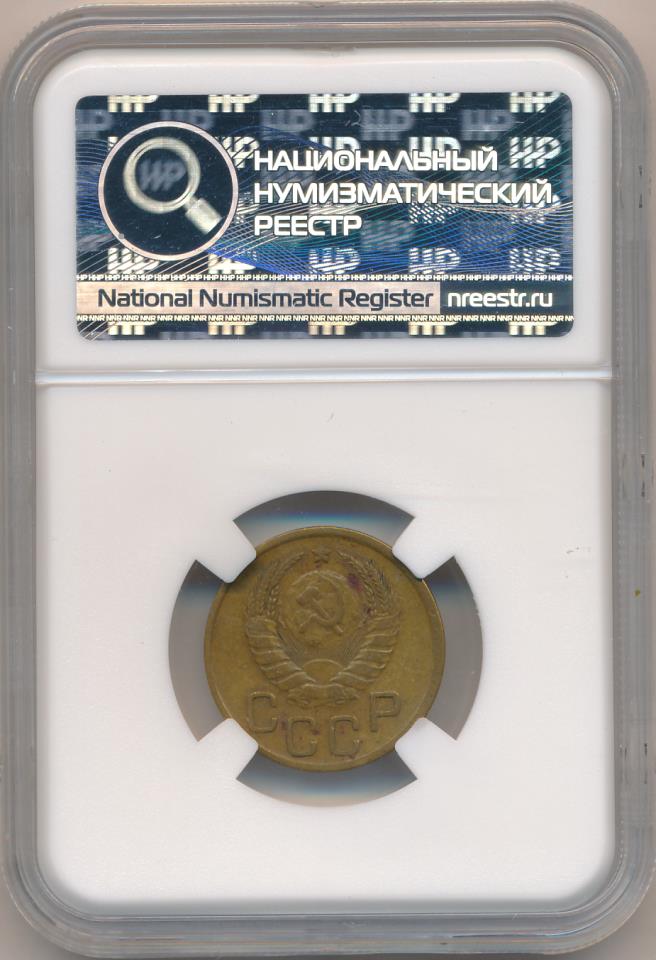 НАЦИОНАЛЬНЫЙ
НУМИЗМАТИЧЕСКИЙ
РЕЕСТР
National Numismatic Register nreestr.ru
СССР